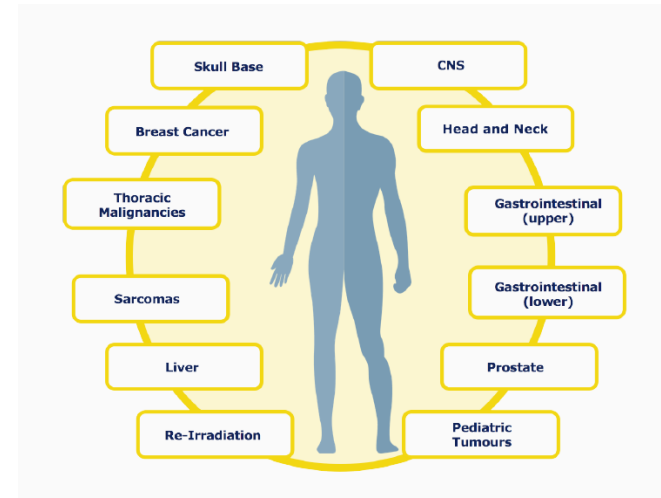 Skull Base
CNS
Breast Cancer
Head and Neck
Thoracic
Malignancies
Gastrointestinal
(upper)
Sarcomas
Gastrointestinal
(lower)
Liver
Prostate
Re-Irradiation
Pediatric
Tumours